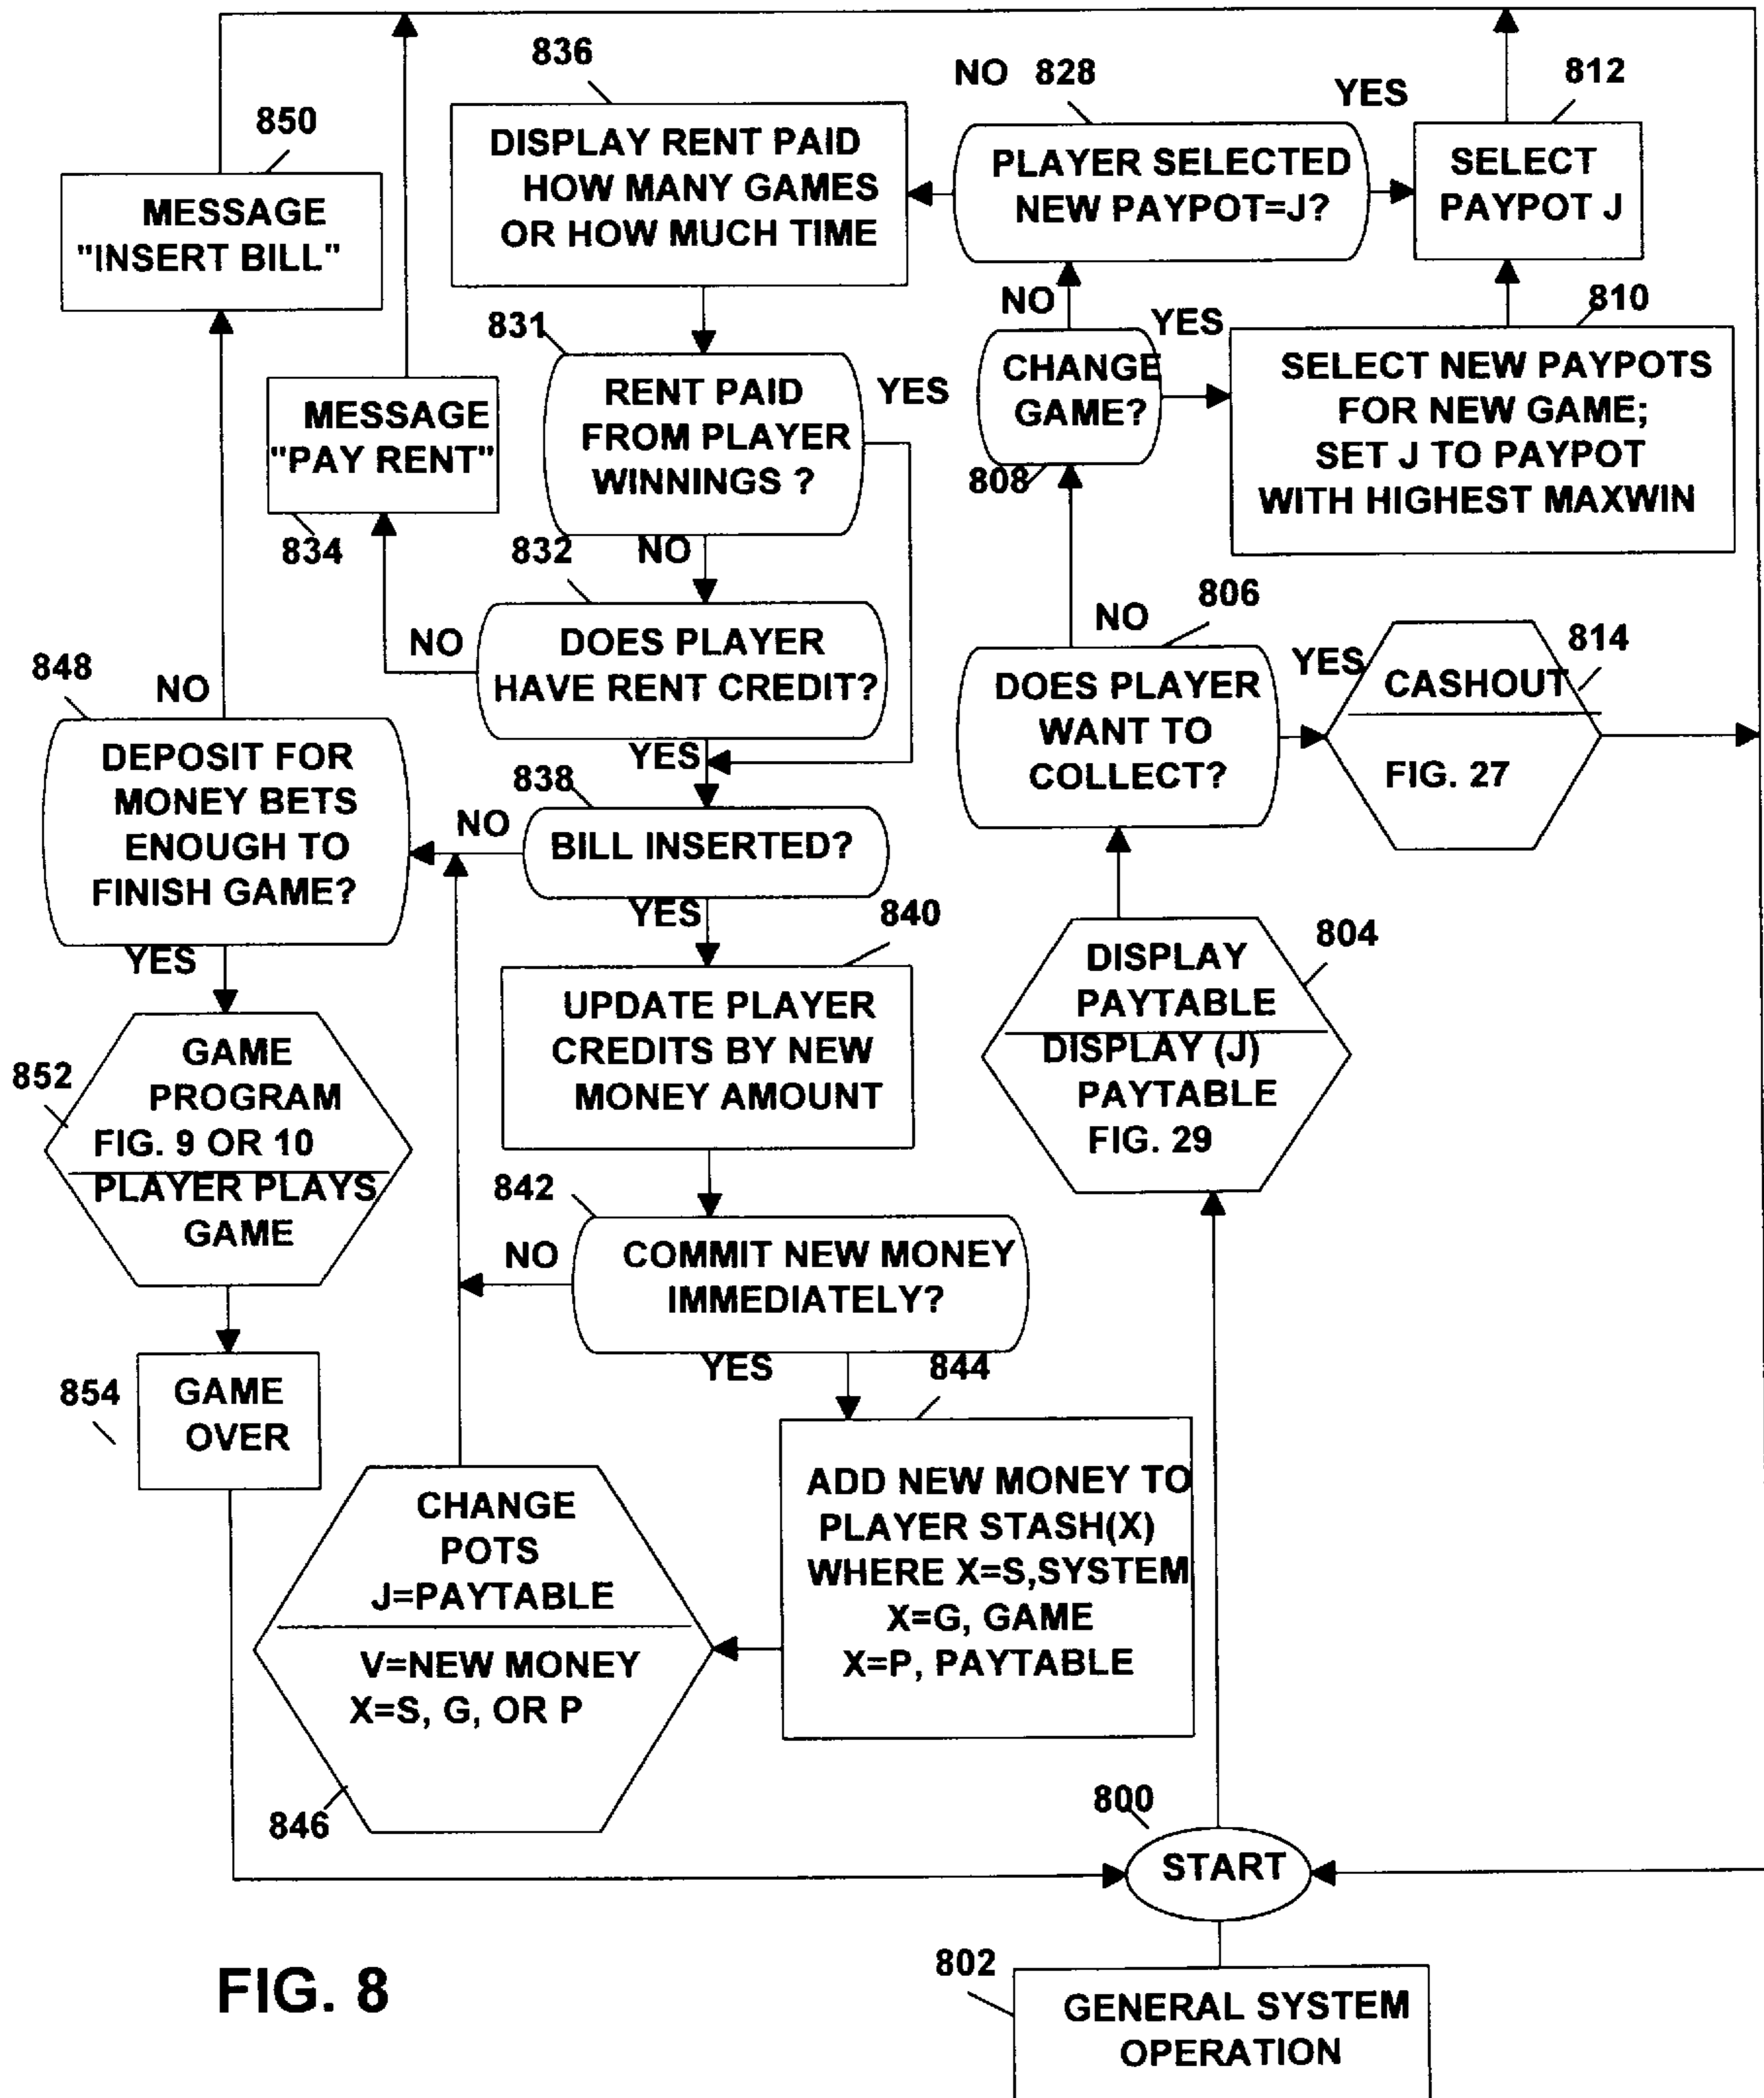 836
NO 828
YES
812
850
DISPLAY RENT PAID
HOW MANY GAMES
OR HOW MUCH TIME
PLAYER SELECTED
NEW PAYPOT=J?
SELECT
PAYPOT J
MESSAGE
"INSERT BILL"
831
NO
YES
810
RENT PAID
FROM PLAYER
WINNINGS ?
YES
CHANGE
GAME?
808
SELECT NEW PAYPOTS
FOR NEW GAME;
SET J TO PAYPOT
WITH HIGHEST MAXWIN
MESSAGE
"PAY RENT"
834
832
NO
NO
DOES PLAYER
HAVE RENT CREDIT?
YES
NO
806
DOES PLAYER
WANT TO
COLLECT?
YES
814
CASHOUT
FIG. 27
848
NO
DEPOSIT FOR
MONEY BETS
ENOUGH TO
FINISH GAME?
YES
838
NO
BILL INSERTED?
YES
840
UPDATE PLAYER
CREDITS BY NEW
MONEY AMOUNT
804
DISPLAY
PAYTABLE
DISPLAY (J)
PAYTABLE
FIG. 29
852
GAME
PROGRAM
FIG. 9 OR 10
PLAYER PLAYS
GAME
842
NO
COMMIT NEW MONEY
IMMEDIATELY?
YES
844
854
GAME
OVER
CHANGE
POTS
J=PAYTABLE
V=NEW MONEY
X=S, G, OR P
846
ADD NEW MONEY TO
PLAYER STASH(X)
WHERE X=S,SYSTEM
X=G, GAME
X=P, PAYTABLE
800
START
802
GENERAL SYSTEM
OPERATION
FIG. 8